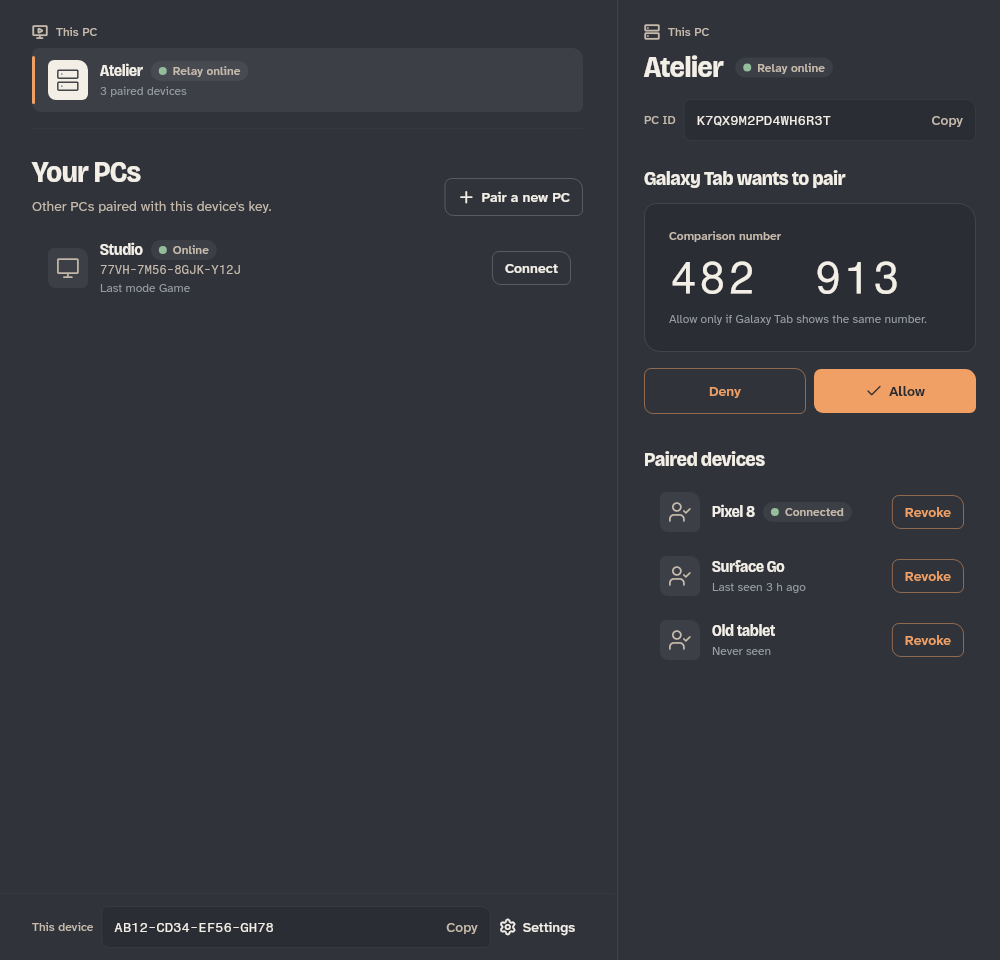 This PC
Atelier
Relay online
3 paired devices
Your PCs
Other PCs paired with this device's key.
Pair a new PC
Studio
Online
77VH-7M56-8GJK-Y12J
Last mode Game
Connect
This device
AB12-CD34-EF56-GH78
Copy
Settings
This PC
Atelier
Relay online
PC ID
K7QX9M2PD4WH6R3T
Copy
Galaxy Tab wants to pair
Comparison number
482 913
Allow only if Galaxy Tab shows the same number.
Deny
Allow
Paired devices
Pixel 8
Connected
Revoke
Surface Go
Last seen 3 h ago
Revoke
Old tablet
Never seen
Revoke